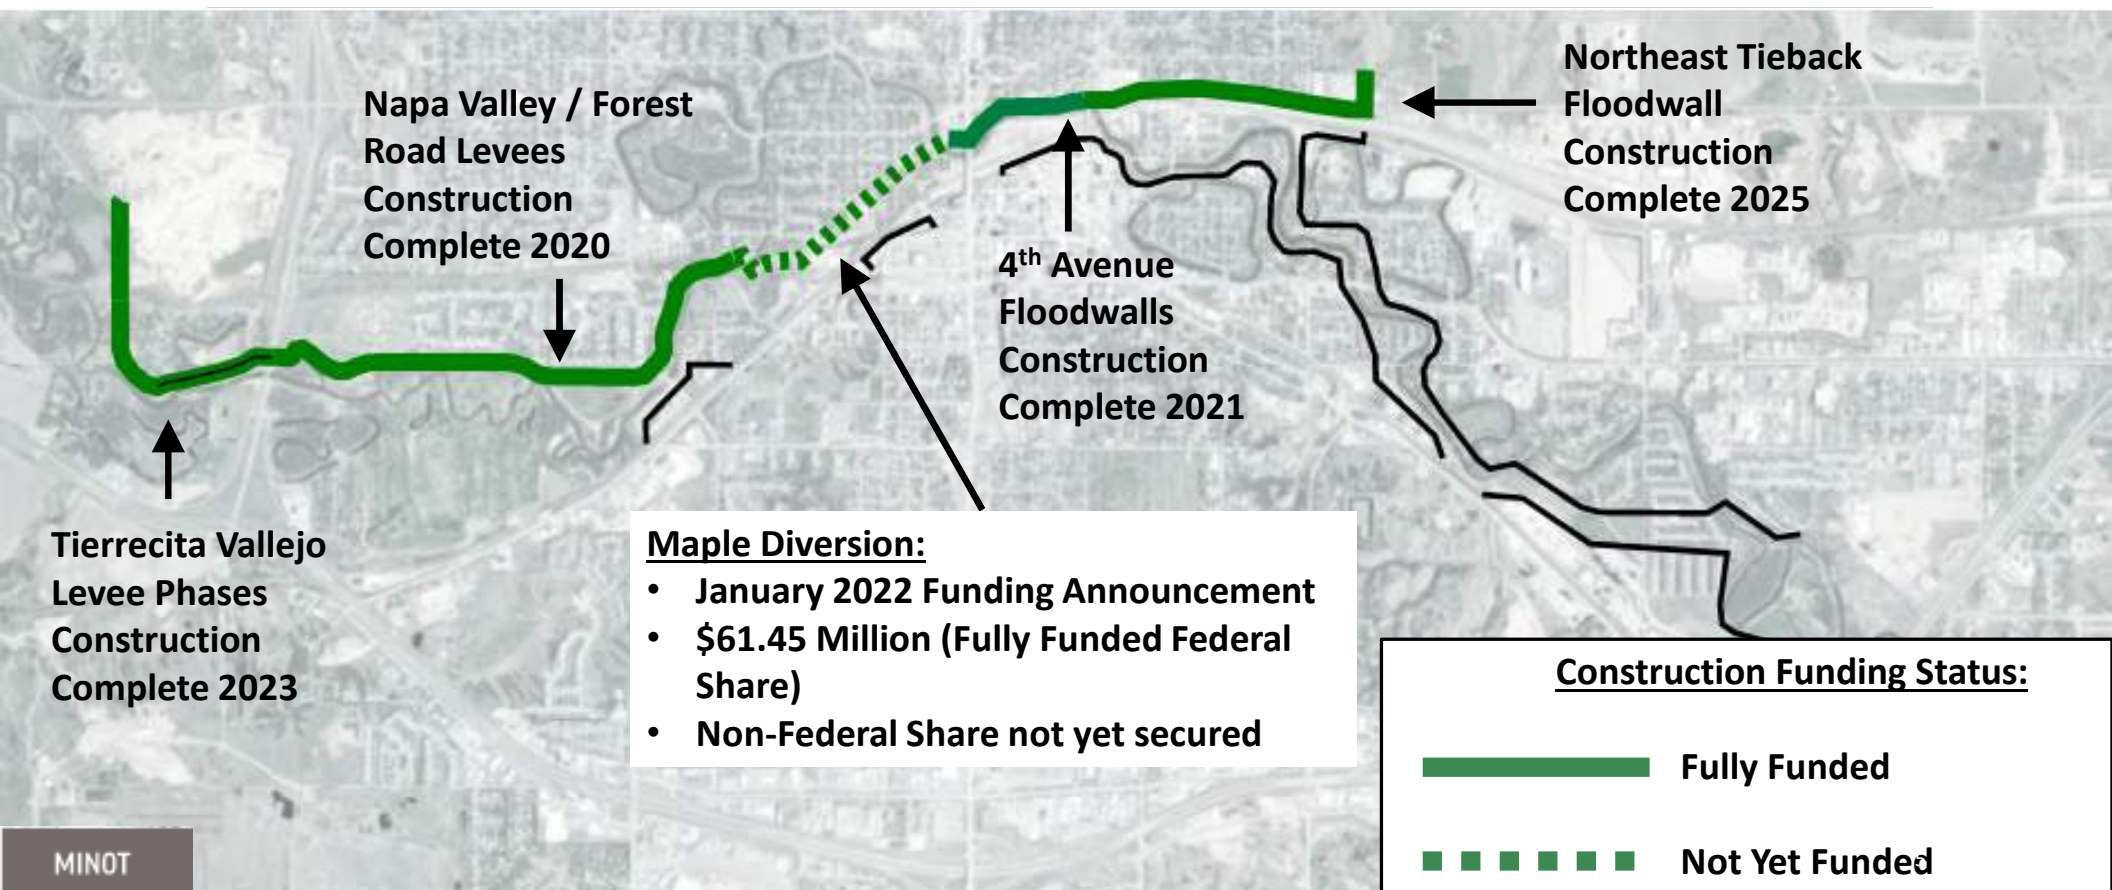 Napa Valley / Forest
Road Levees
Construction
Complete 2020
Northeast Tieback
Floodwall
Construction
Complete 2025
4th Avenue
Floodwalls
Construction
Complete 2021
Tierrecita Vallejo
Levee Phases
Construction
Complete 2023
Maple Diversion:
• January 2022 Funding Announcement
• $61.45 Million (Fully Funded Federal
Share)
• Non-Federal Share not yet secured
Construction Funding Status:
Fully Funded
Not Yet Funded
MINOT